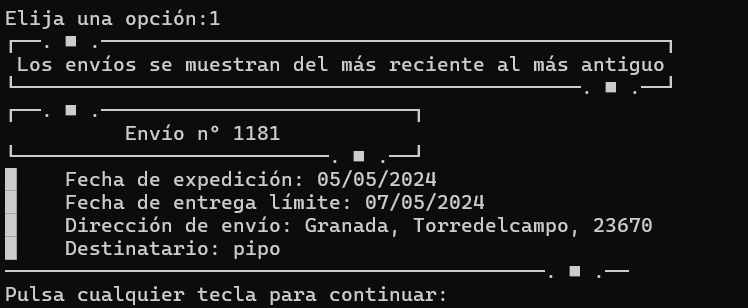 Elija una opción:1
Los envíos se muestran del más reciente al más antiguo
Envío n° 1181
Fecha de expedición: 05/05/2024
Fecha de entrega límite: 07/05/2024
Dirección de envío: Granada, Torredelcampo, 23670
Destinatario: pipo
Pulsa cualquier tecla para continuar: